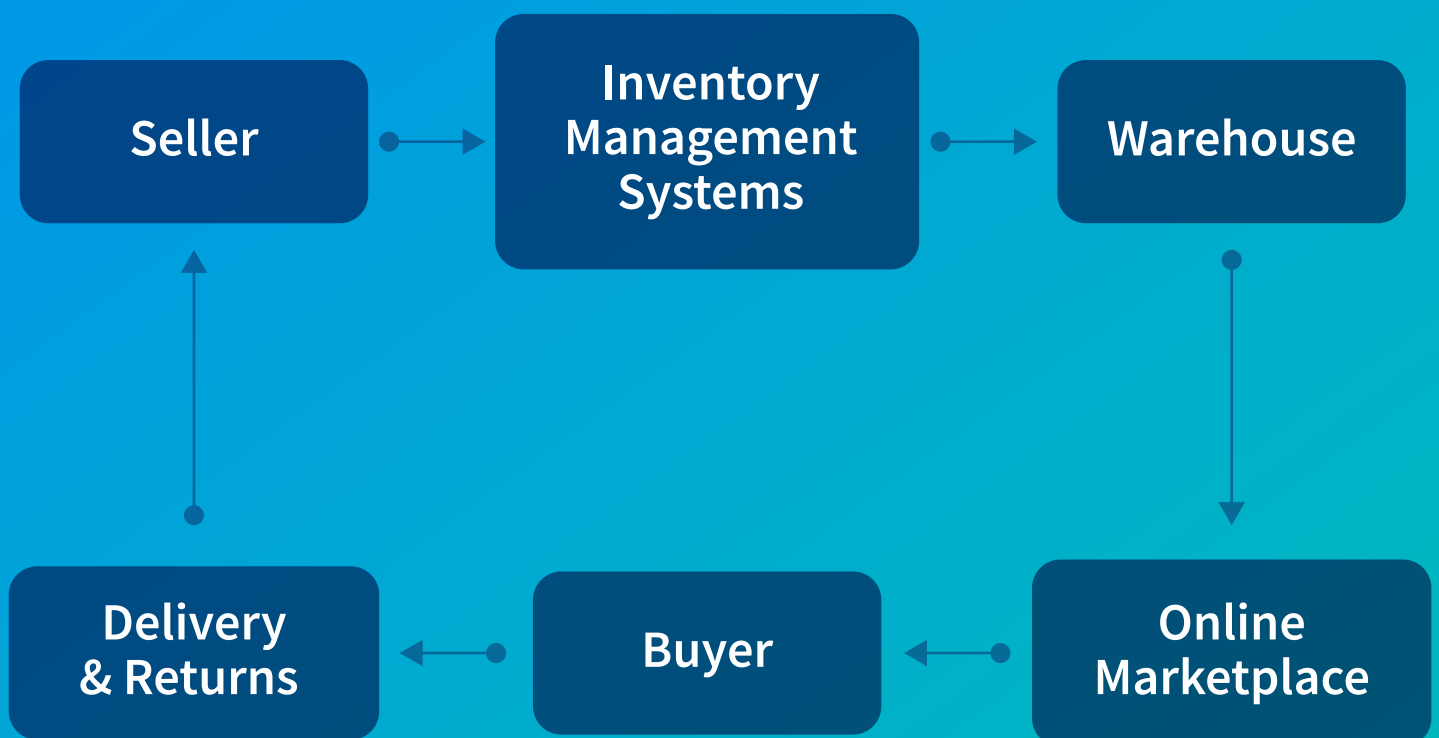 Seller
Inventory
Management
Systems
Warehouse
Delivery
& Returns
Buyer
Online
Marketplace